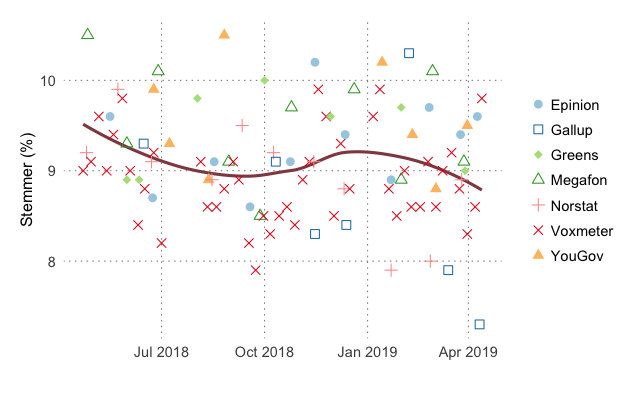 Stemmer (%)
10
9
8
Jul 2018
Oct 2018
Jan 2019
Apr 2019
Epinion
Gallup
Greens
Megafon
Norstat
Voxmeter
YouGov